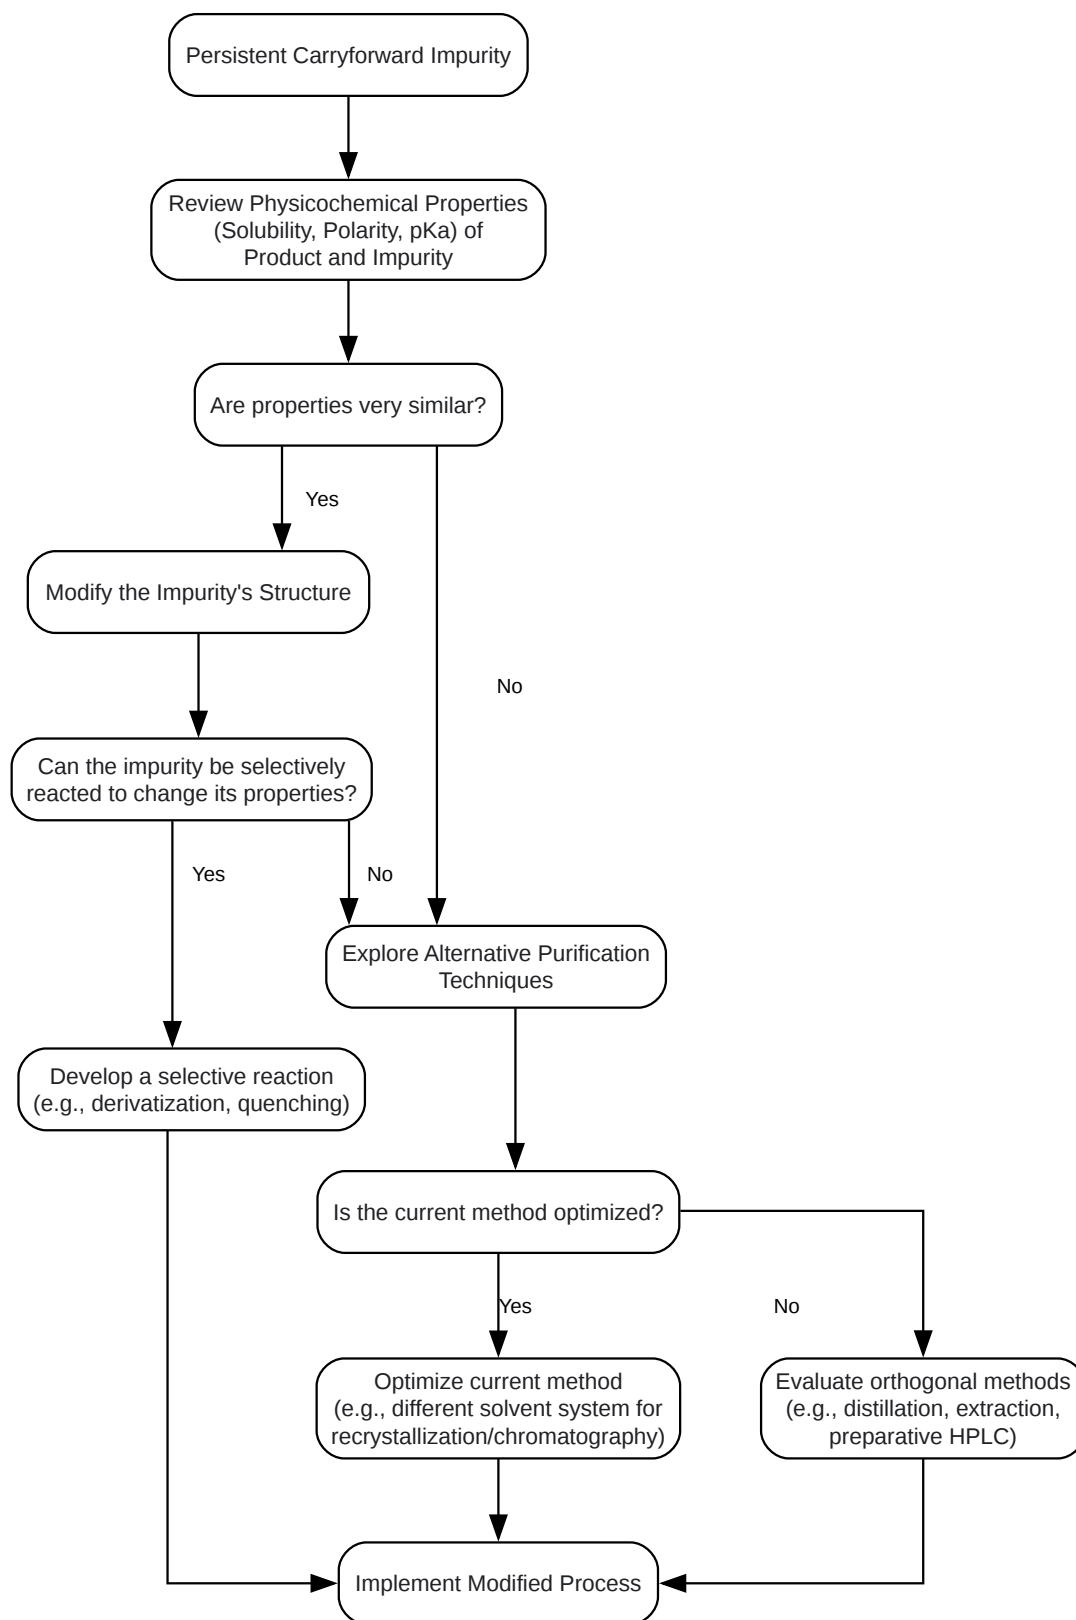 Persistent Carryforward Impurity
Review Physicochemical Properties
(Solubility, Polarity, pKa) of
Product and Impurity
Are properties very similar?
Yes
Modify the Impurity's Structure
No
Can the impurity be selectively
reacted to change its properties?
Yes
No
Explore Alternative Purification
Techniques
Develop a selective reaction
(e.g., derivatization, quenching)
Is the current method optimized?
Yes
No
Optimize current method
(e.g., different solvent system for
recrystallization/chromatography)
Evaluate orthogonal methods
(e.g., distillation, extraction,
preparative HPLC)
Implement Modified Process